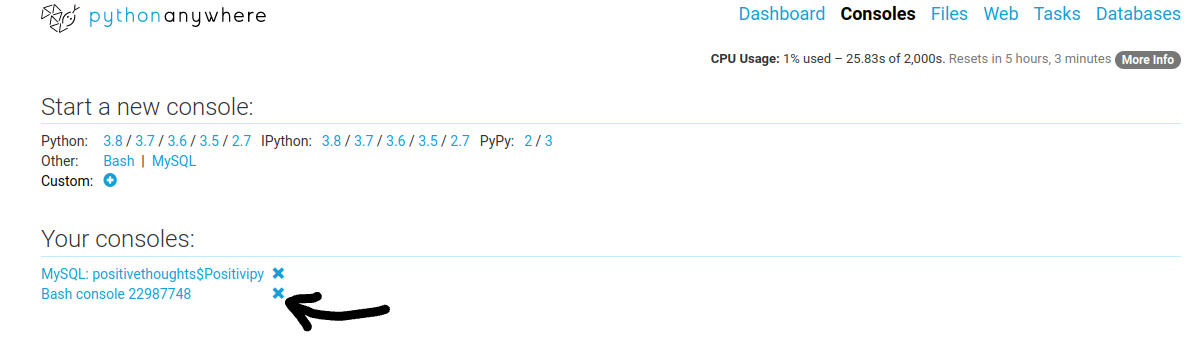 pythonanywhere
Dashboard Consoles Files Web Tasks Databases
CPU Usage: 1% used – 25.83s of 2,000s. Resets in 5 hours, 3 minutes More Info
Start a new console:
Python: 3.8 / 3.7 / 3.6 / 3.5 / 2.7 IPython: 3.8 / 3.7 / 3.6 / 3.5 / 2.7 PyPy: 2 / 3
Other: Bash | MySQL
Custom:
Your consoles:
MySQL: positivethoughts$Positivipy
Bash console 22987748